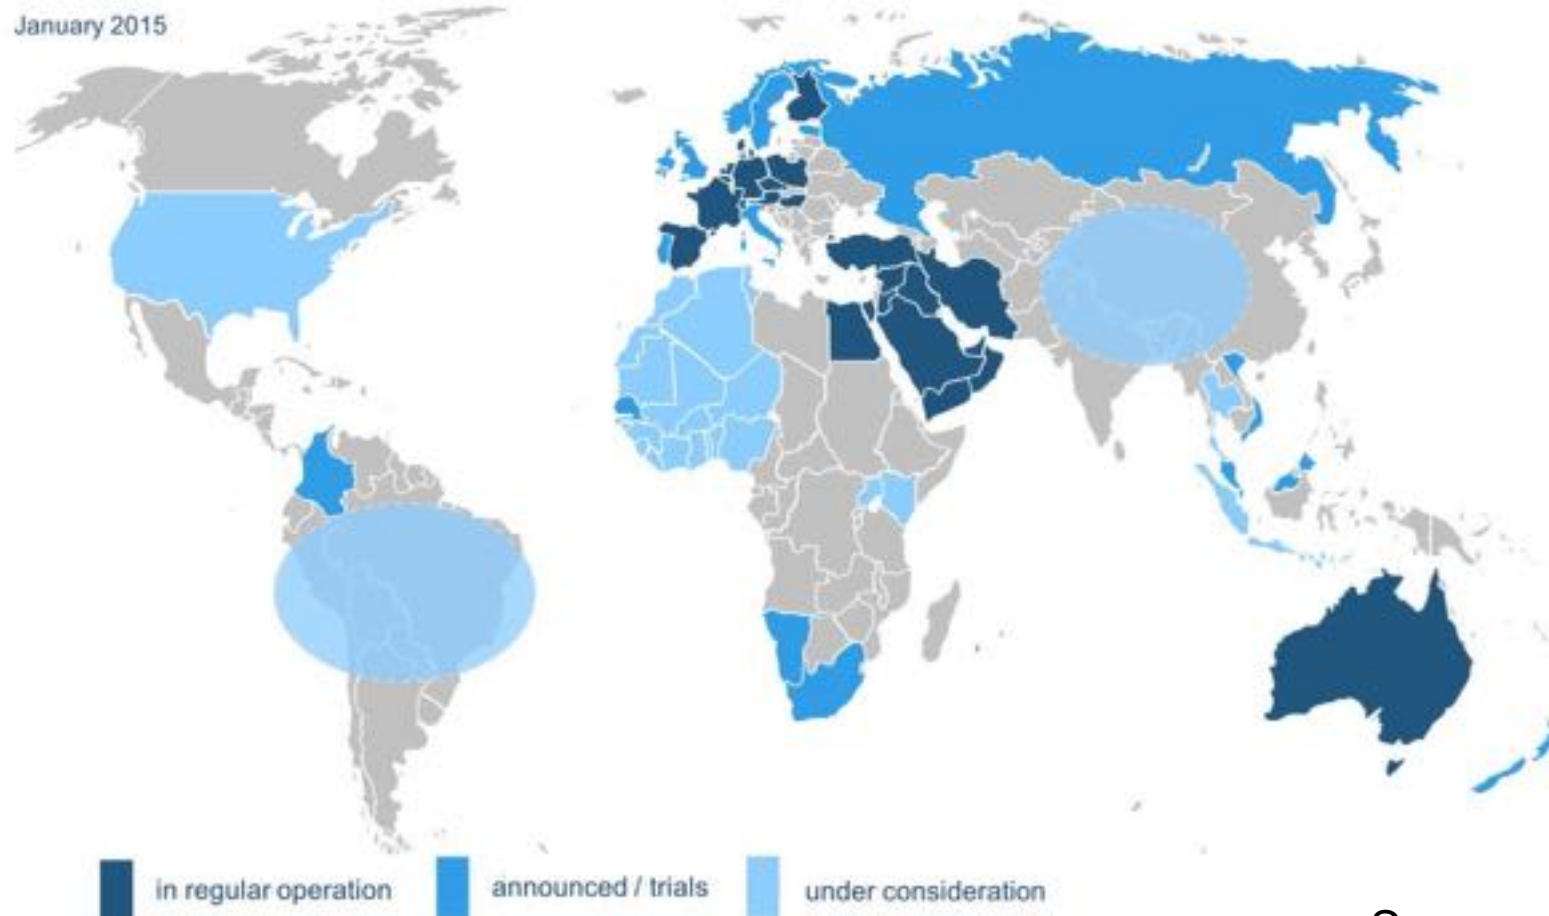 January 2015
in regular operation
announced / trials
under consideration